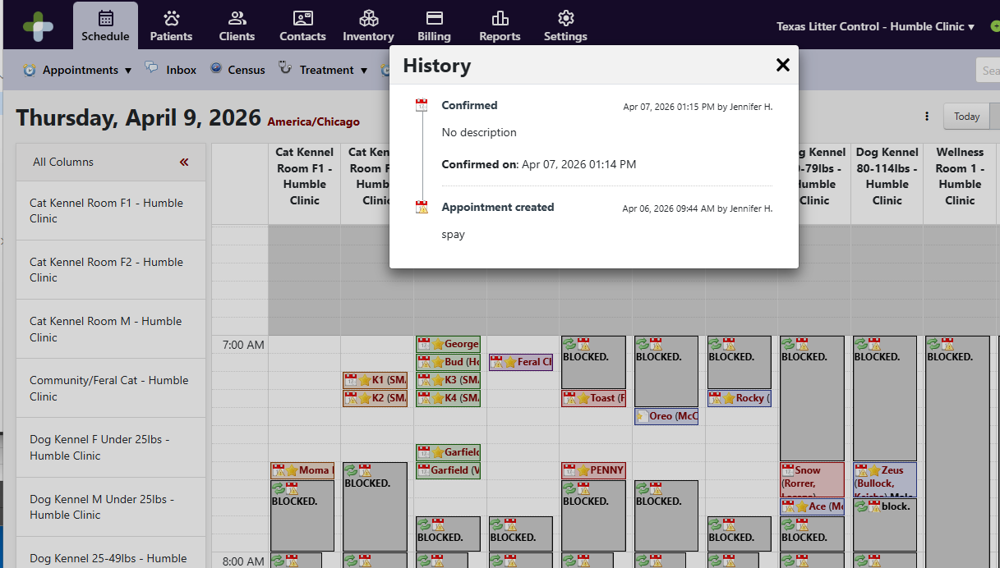 Schedule
Patients
Clients
Contacts
Inventory
Billing
Reports
Settings
Texas Litter Control - Humble Clinic ▾
Appointments ▾
Inbox
Census
Treatment ▾
Sea
History
Confirmed
Apr 07, 2026 01:15 PM by Jennifer H.
No description
Confirmed on: Apr 07, 2026 01:14 PM
Appointment created
Apr 06, 2026 09:44 AM by Jennifer H.
spay
Thursday, April 9, 2026 America/Chicago
Today
All Columns «
Cat Kennel Room F1 - Humble
Clinic
Cat Kennel Room F2 - Humble
Clinic
Cat Kennel Room M - Humble
Clinic
Community/Feral Cat - Humble
Clinic
Dog Kennel F Under 25lbs -
Humble Clinic
Dog Kennel M Under 25lbs -
Humble Clinic
Dog Kennel 25-49lbs - Humble
Cat Kennel
Room F1 -
Humble
Clinic
Cat Ken
Room F
Humb
Clinic
g Kennel
-79lbs -
umble
Clinic
Dog Kennel
80-114lbs -
Humble
Clinic
Wellness
Room 1 -
Humble
Clinic
7:00 AM
8:00 AM
Moma
BLOCKED.
K1 (SM
K2 (SM
BLOCKED.
George
Bud (Ho
K3 (SM
K4 (SM
Garfield
Garfield (V
BLOCKED.
Feral Cl
BLOCKED.
BLOCKED.
Toast (F
PENNY
BLOCKED.
BLOCKED.
Oreo (McC
BLOCKED.
BLOCKED.
Rocky (
BLOCKED.
BLOCKED.
Snow
(Rorrer,
Ace (Mc
BLOCKED.
BLOCKED.
Zeus
(Bullock,
block.
BLOCKED.